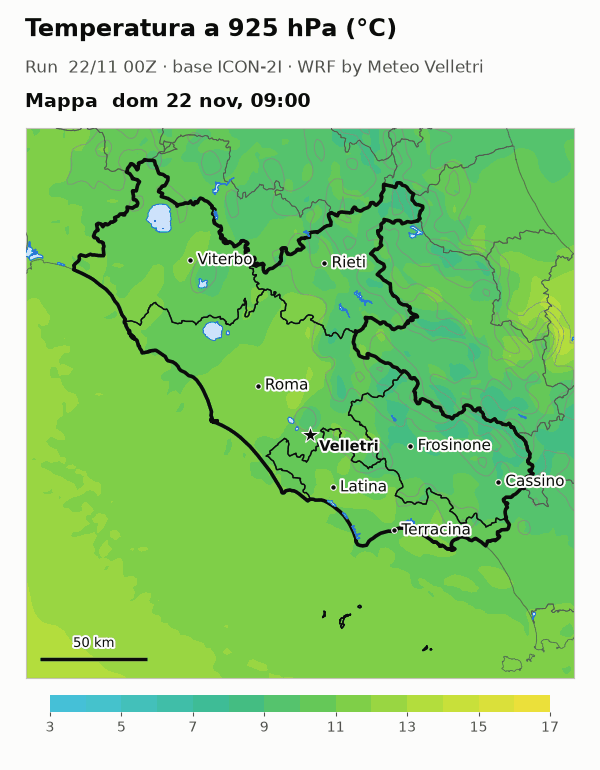 Temperatura a 925 hPa (°C)
Run  22/11 00Z · base ICON-2I · WRF by Meteo Velletri
Mappa  dom 22 nov, 09:00
Viterbo
Rieti
Roma
Velletri
Frosinone
Latina
Cassino
Terracina
50 km
3 5 7 9 11 13 15 17